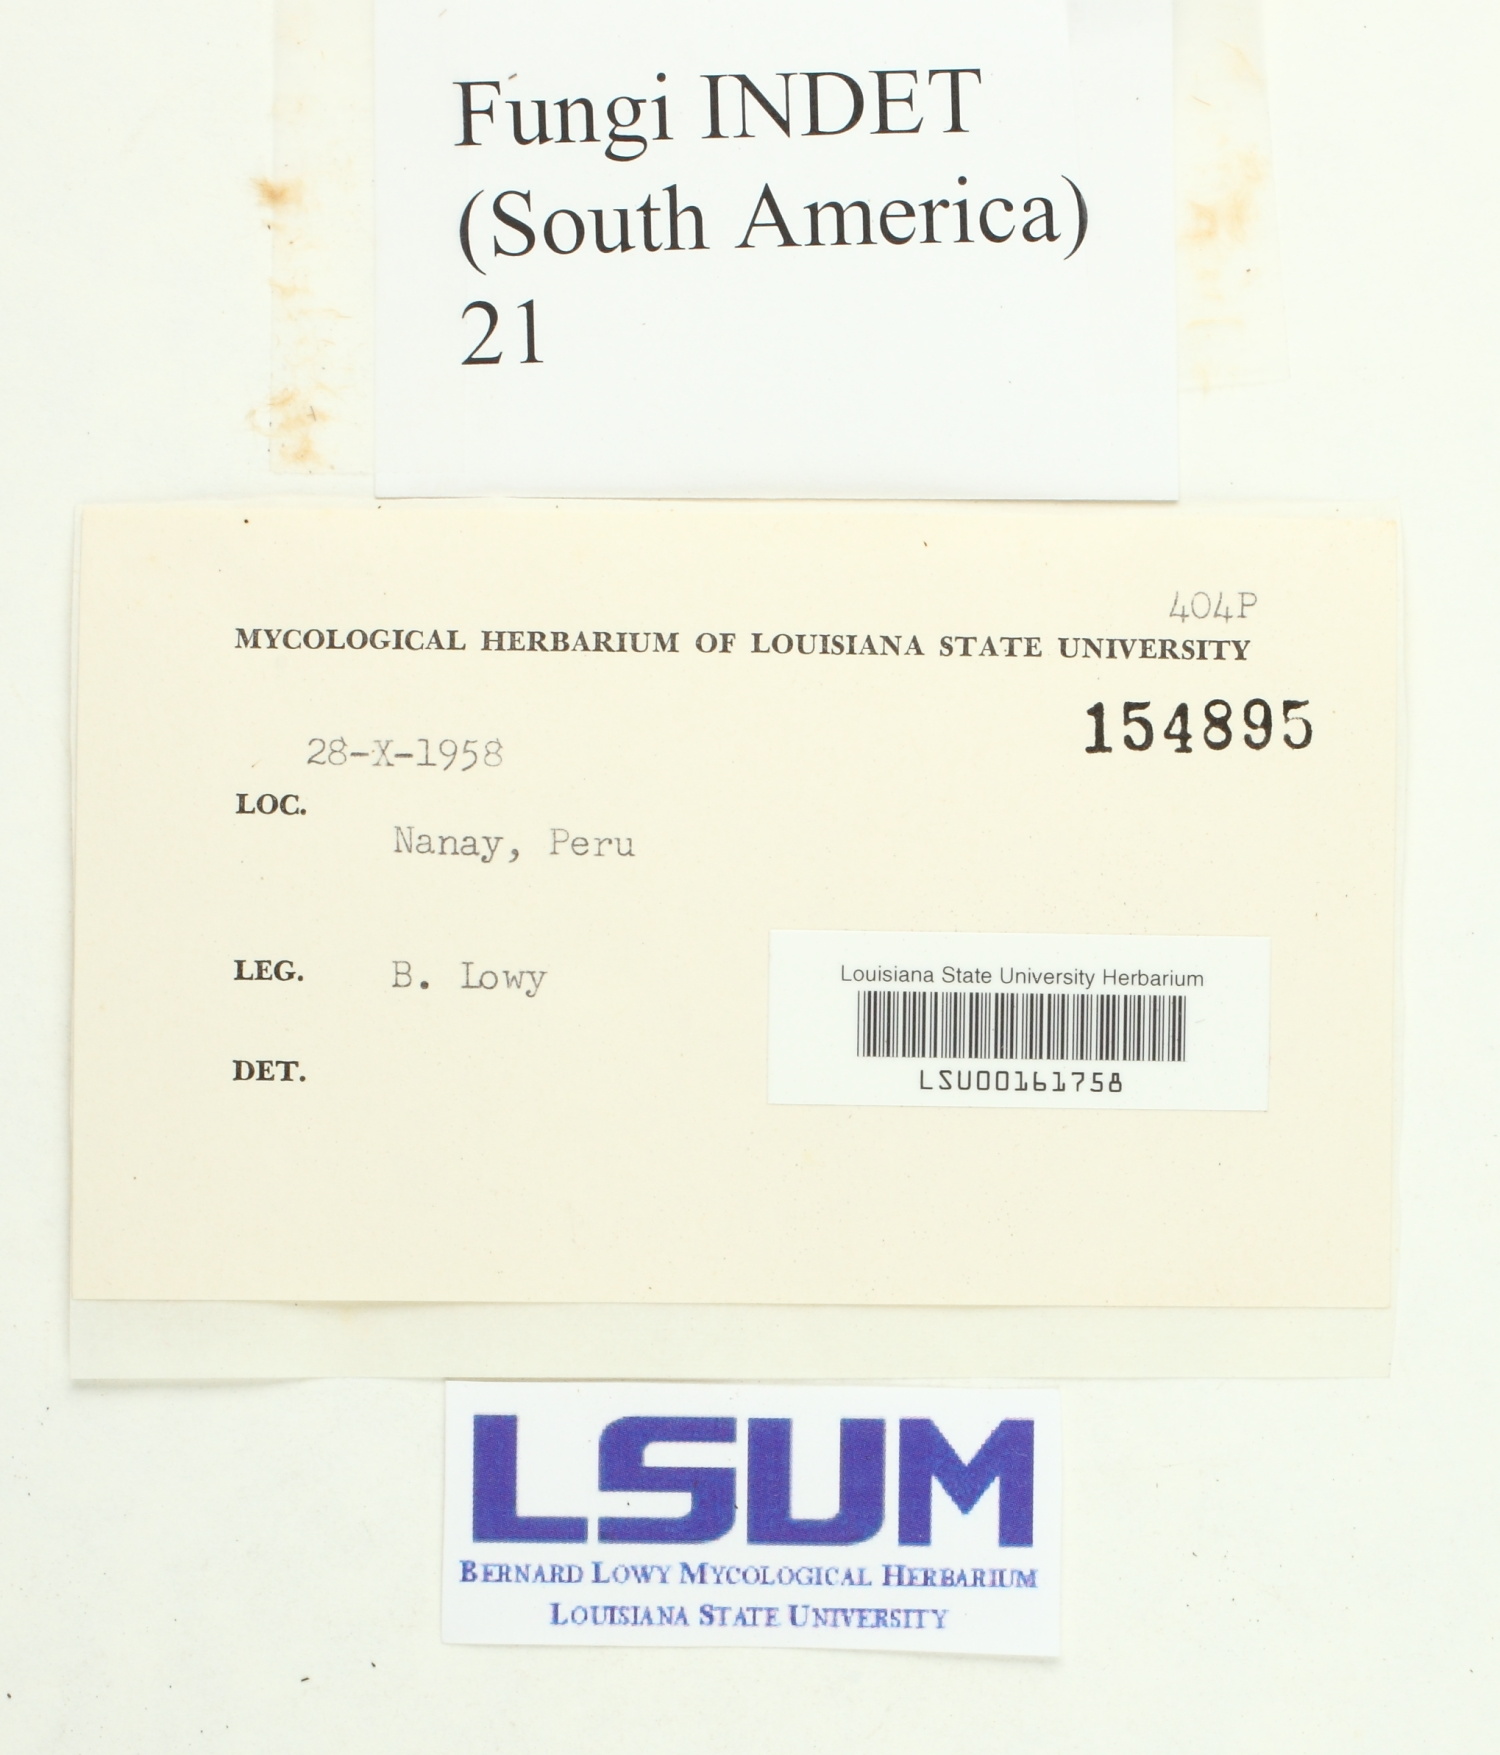 Fungi INDET
(South America)
21
404P
MYCOLOGICAL HERBARIUM OF LOUISIANA STATE UNIVERSITY
154895
28-X-1958
LOC.
Nanay, Peru
LEG. B. Lowy
DET.
Louisiana State University Herbarium
LSU00161758
LSUM
BERNARD LOWY MYCOLOGICAL HERBARIUM
LOUISIANA STATE UNIVERSITY